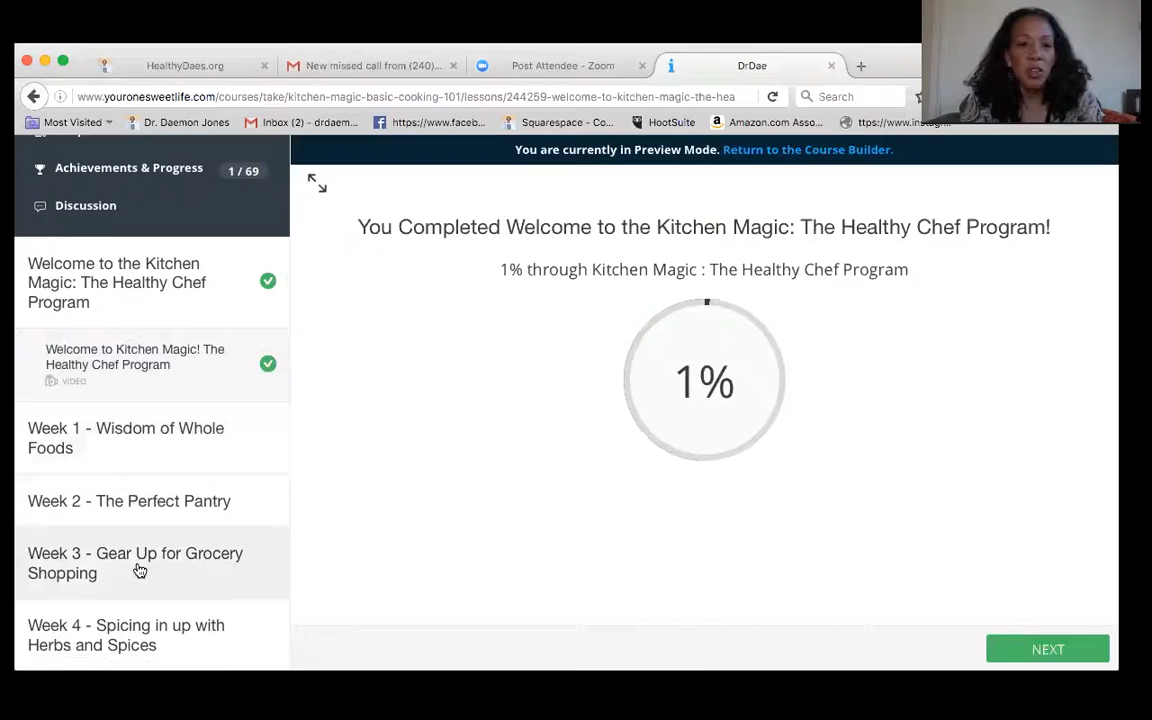 HealthyDaes.org
New missed call from (240)...
Post Attendee - Zoom
DrDae
www.youronesweetlife.com/courses/take/kitchen-magic-basic-cooking-101/lessons/244259-welcome-to-kitchen-magic-the-hea
Search
Most Visited
Dr. Daemon Jones
Inbox (2) - drdaem...
https://www.faceb...
Squarespace - Co...
HootSuite
Amazon.com Asso...
ttps://www.instag...
You are currently in Preview Mode. Return to the Course Builder.
Achievements & Progress
1 / 69
Discussion
Welcome to the Kitchen
Magic: The Healthy Chef
Program
Welcome to Kitchen Magic! The
Healthy Chef Program
VIDEO
Week 1 - Wisdom of Whole
Foods
Week 2 - The Perfect Pantry
Week 3 - Gear Up for Grocery
Shopping
Week 4 - Spicing in up with
Herbs and Spices
You Completed Welcome to the Kitchen Magic: The Healthy Chef Program!
1% through Kitchen Magic : The Healthy Chef Program
1%
NEXT